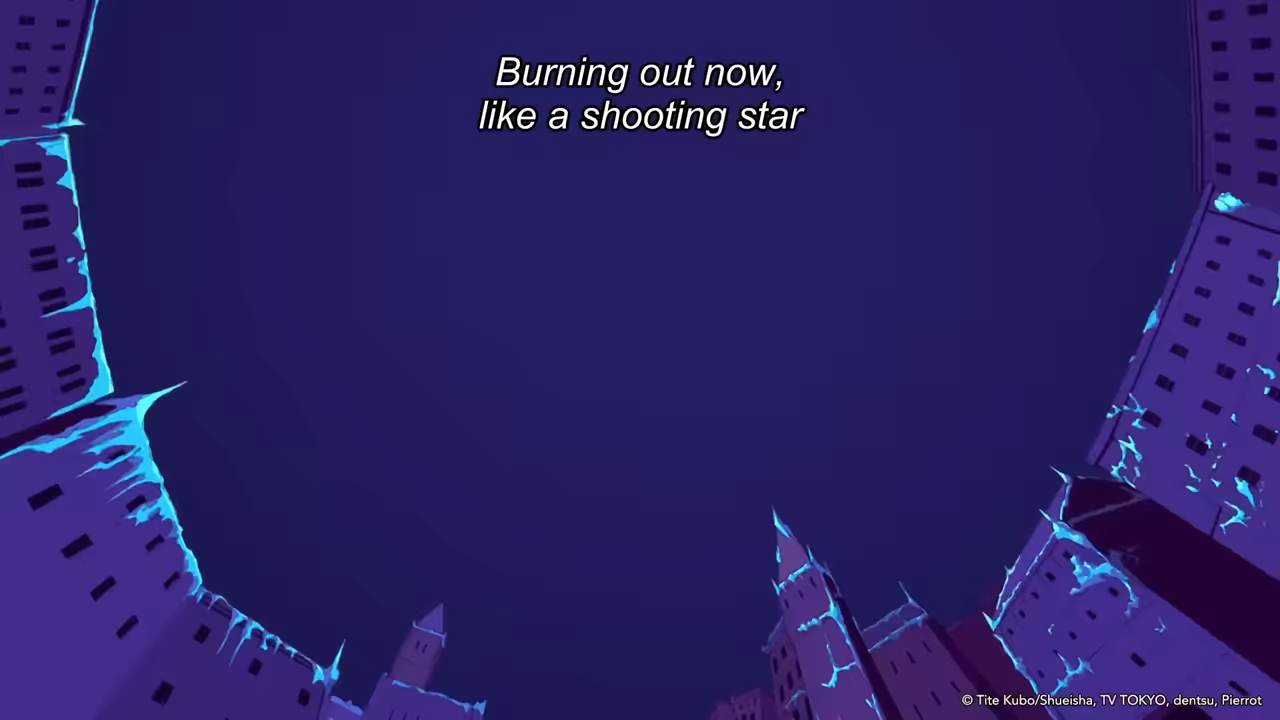 Burning out now,
like a shooting star
© Tite Kubo/Shueisha, TV TOKYO, dentsu, Pierrot